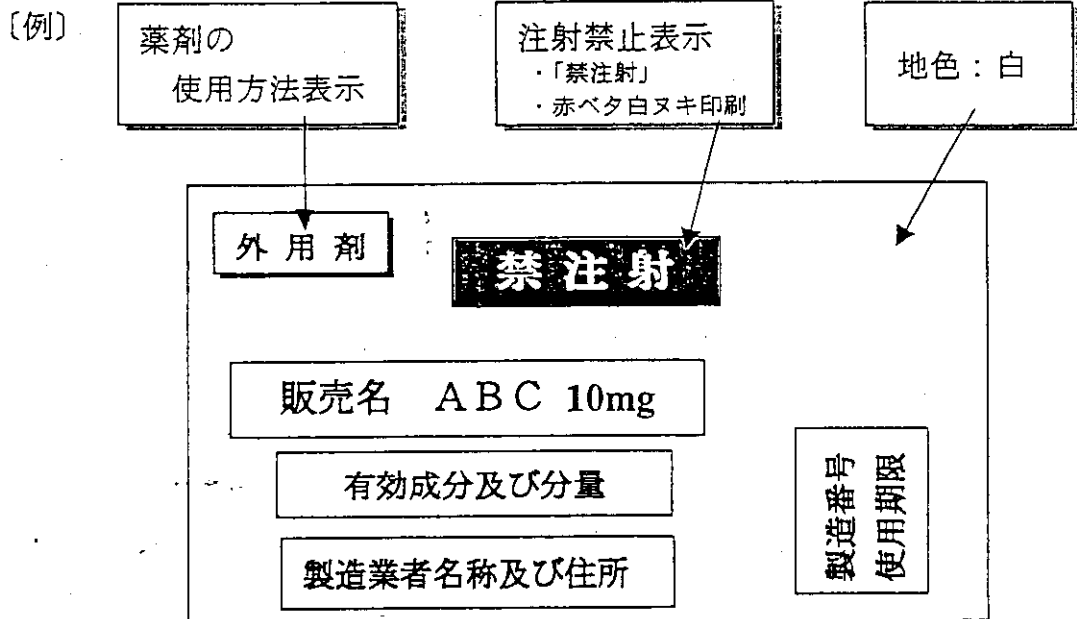 〔例〕
薬剤の
使用方法表示
注射禁止表示
・「禁注射」
・赤ベタ白ヌキ印刷
地色：白
外用剤
禁注射
販売名　ＡＢＣ 10mg
有効成分及び分量
製造業者名称及び住所
製造番号
使用期限